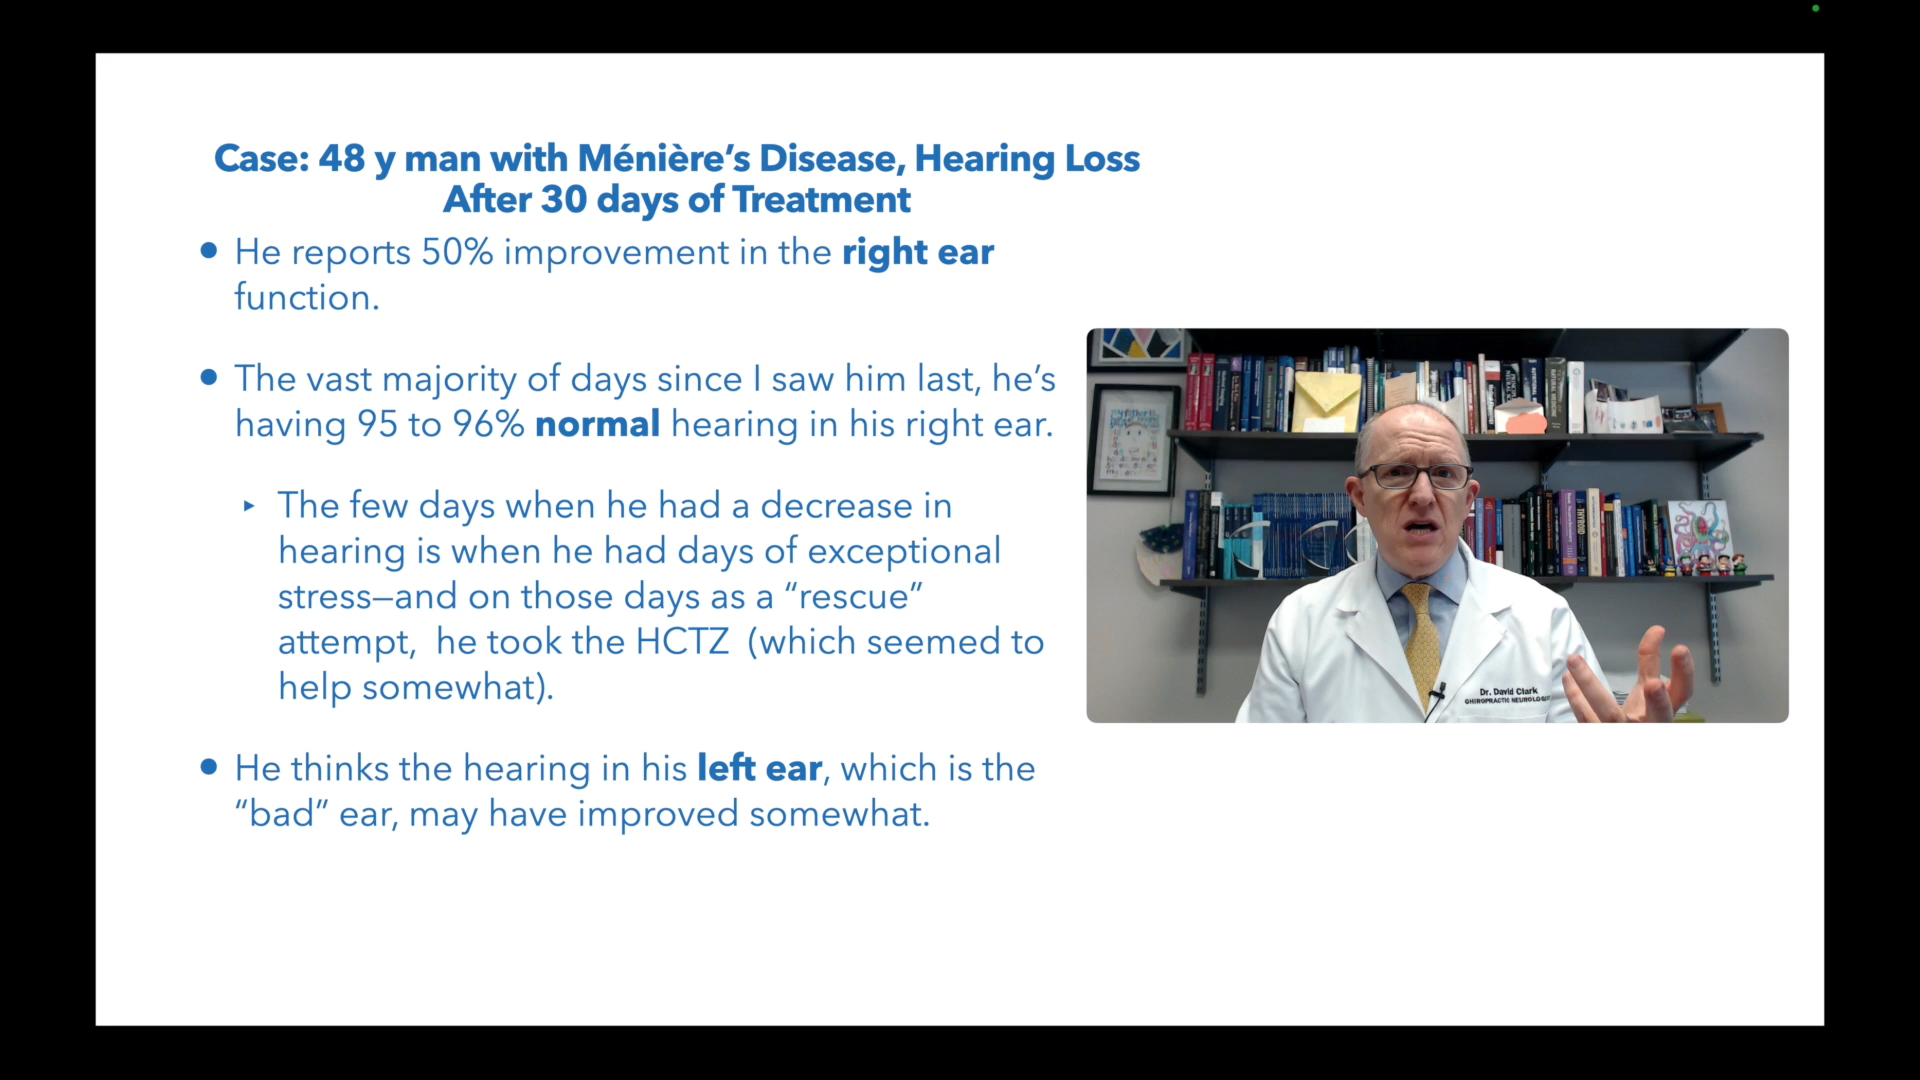 Case: 48 y man with Ménière’s Disease, Hearing Loss
After 30 days of Treatment
• He reports 50% improvement in the right ear
function.
• The vast majority of days since I saw him last, he’s
having 95 to 96% normal hearing in his right ear.
‣ The few days when he had a decrease in
hearing is when he had days of exceptional
stress—and on those days as a “rescue”
attempt,  he took the HCTZ  (which seemed to
help somewhat).
• He thinks the hearing in his left ear, which is the
“bad” ear, may have improved somewhat.
THYROID
Dr. David Clark
CHIROPRACTIC NEUROLOGIST